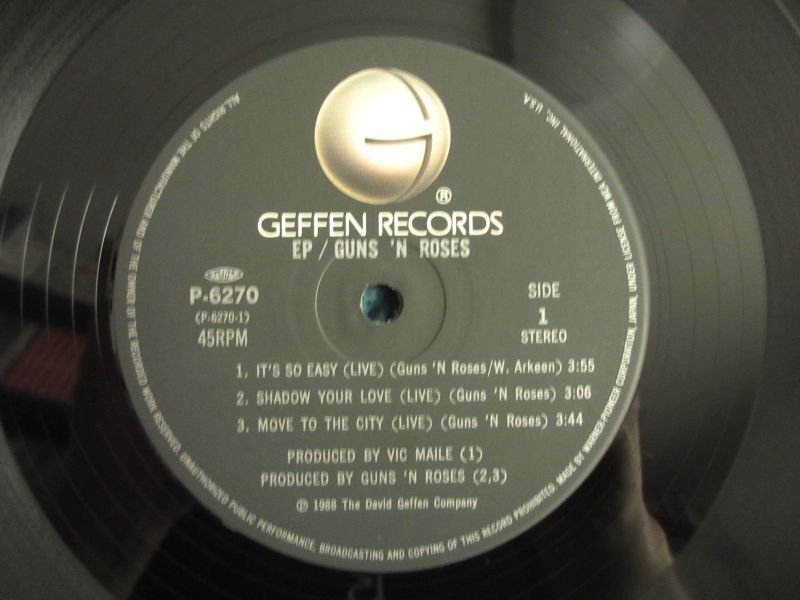 G
®
GEFFEN RECORDS
EP / GUNS 'N ROSES
P-6270
(P-6270-1)
45RPM
SIDE
1
STEREO
1. IT'S SO EASY (LIVE) (Guns 'N Roses/W. Arkeen) 3:55
2. SHADOW YOUR LOVE (LIVE) (Guns 'N Roses) 3:06
3. MOVE TO THE CITY (LIVE) (Guns 'N Roses) 3:44
PRODUCED BY VIC MAILE (1)
PRODUCED BY GUNS 'N ROSES (2,3)
℗ 1988 The David Geffen Company
ALL RIGHTS OF THE MANUFACTURER AND OF THE OWNER OF THE RECORDED WORK RESERVED. UNAUTHORIZED PUBLIC PERFORMANCE, BROADCASTING AND COPYING OF THIS RECORD PROHIBITED. MADE BY WARNER-PIONEER CORPORATION, JAPAN, UNDER LICENSE FROM WEA INTERNATIONAL INC., U.S.A.